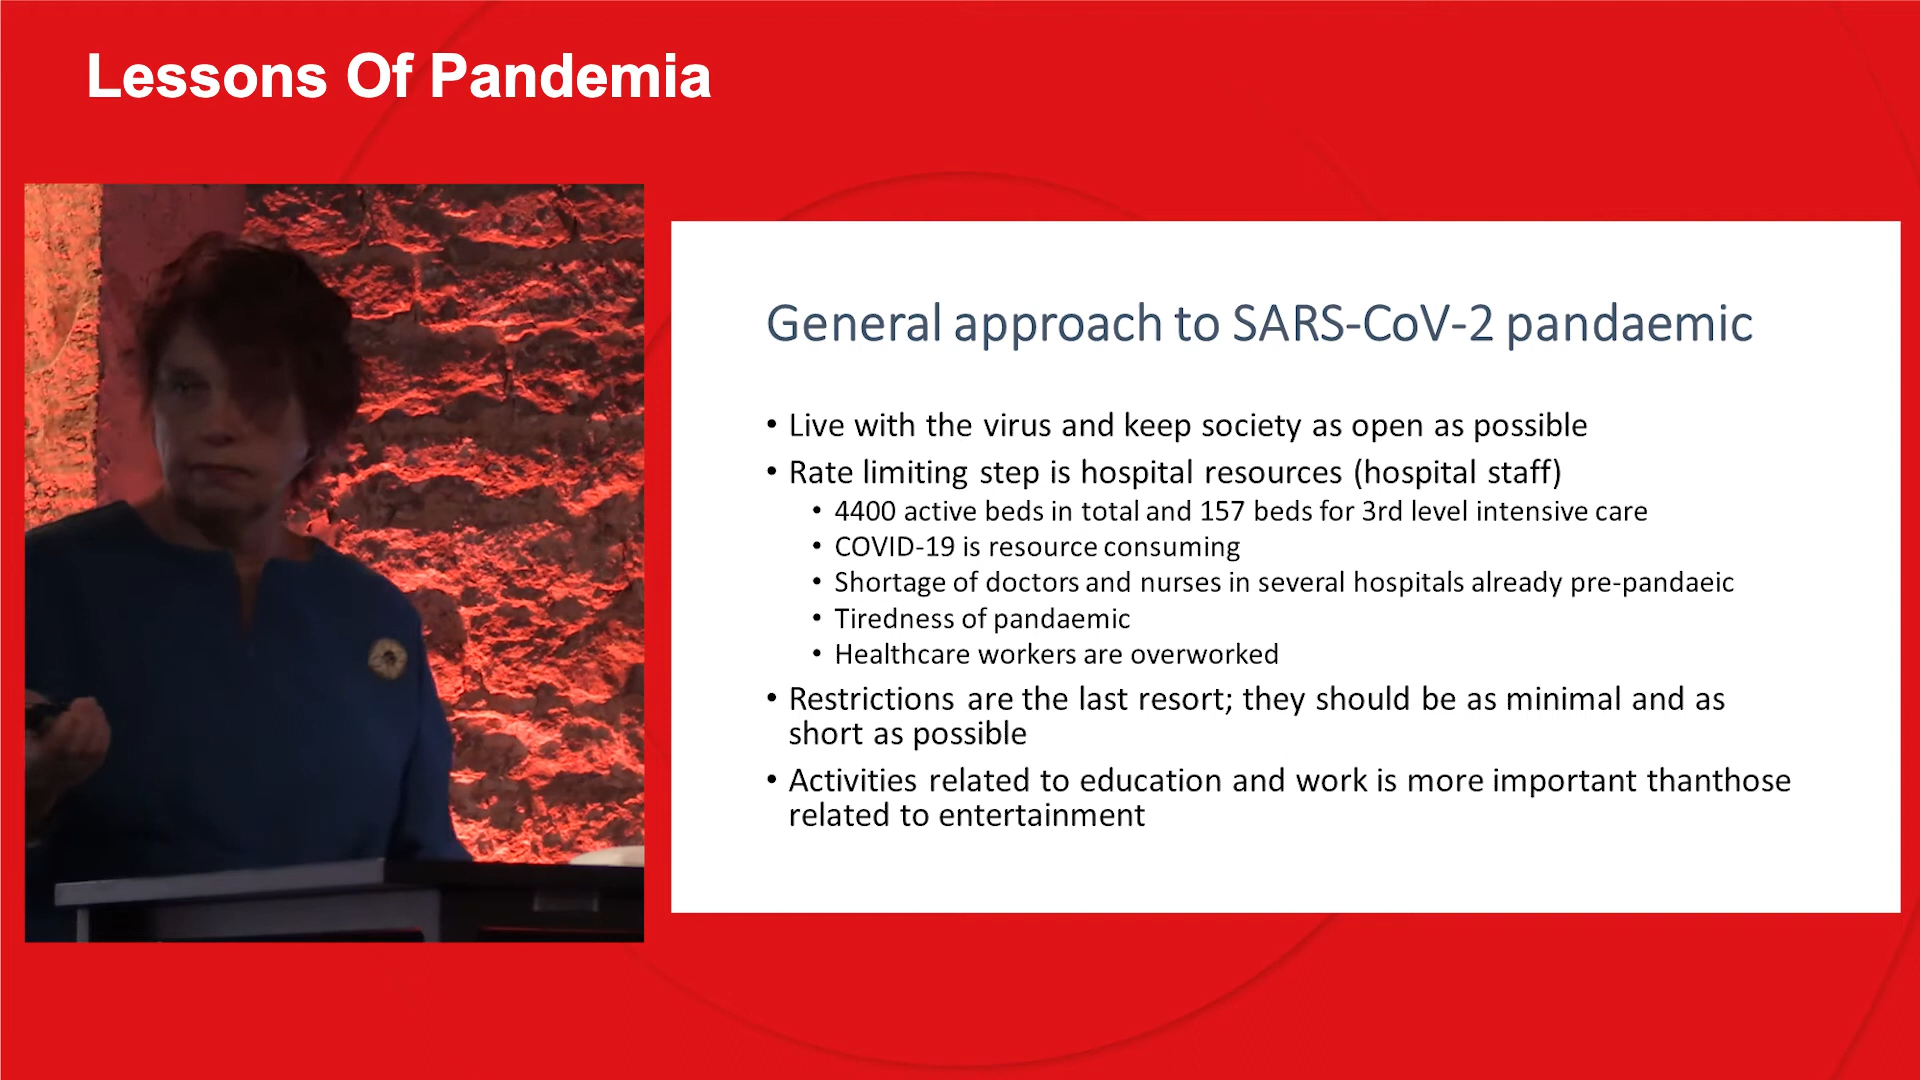 Lessons Of Pandemia
General approach to SARS-CoV-2 pandaemic
• Live with the virus and keep society as open as possible
• Rate limiting step is hospital resources (hospital staff)
• 4400 active beds in total and 157 beds for 3rd level intensive care
• COVID-19 is resource consuming
• Shortage of doctors and nurses in several hospitals already pre-pandaeic
• Tiredness of pandaemic
• Healthcare workers are overworked
• Restrictions are the last resort; they should be as minimal and as
short as possible
• Activities related to education and work is more important thanthose
related to entertainment